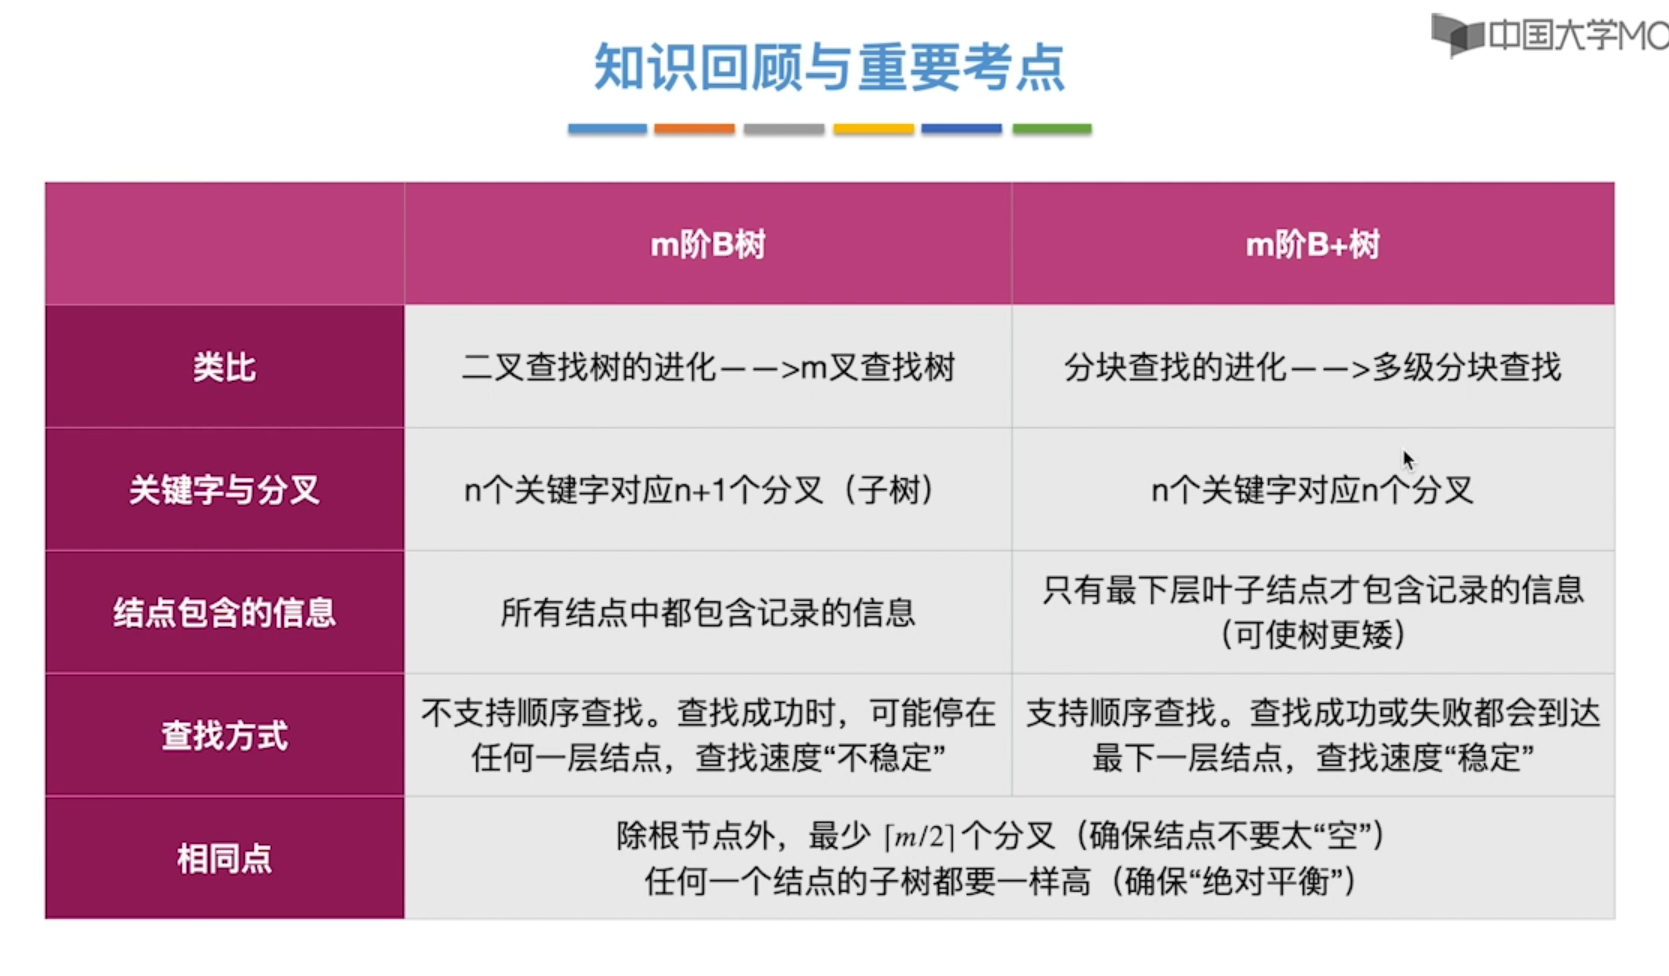 中国大学MO
知识回顾与重要考点
m阶B树
m阶B+树
类比
二叉查找树的进化——>m叉查找树
分块查找的进化——>多级分块查找
关键字与分叉
n个关键字对应n+1个分叉（子树）
n个关键字对应n个分叉
结点包含的信息
所有结点中都包含记录的信息
只有最下层叶子结点才包含记录的信息
（可使树更矮）
查找方式
不支持顺序查找。查找成功时，可能停在
任何一层结点，查找速度“不稳定”
支持顺序查找。查找成功或失败都会到达
最下一层结点，查找速度“稳定”
相同点
除根节点外，最少 ⌈m/2⌉个分叉（确保结点不要太“空”）
任何一个结点的子树都要一样高（确保“绝对平衡”）